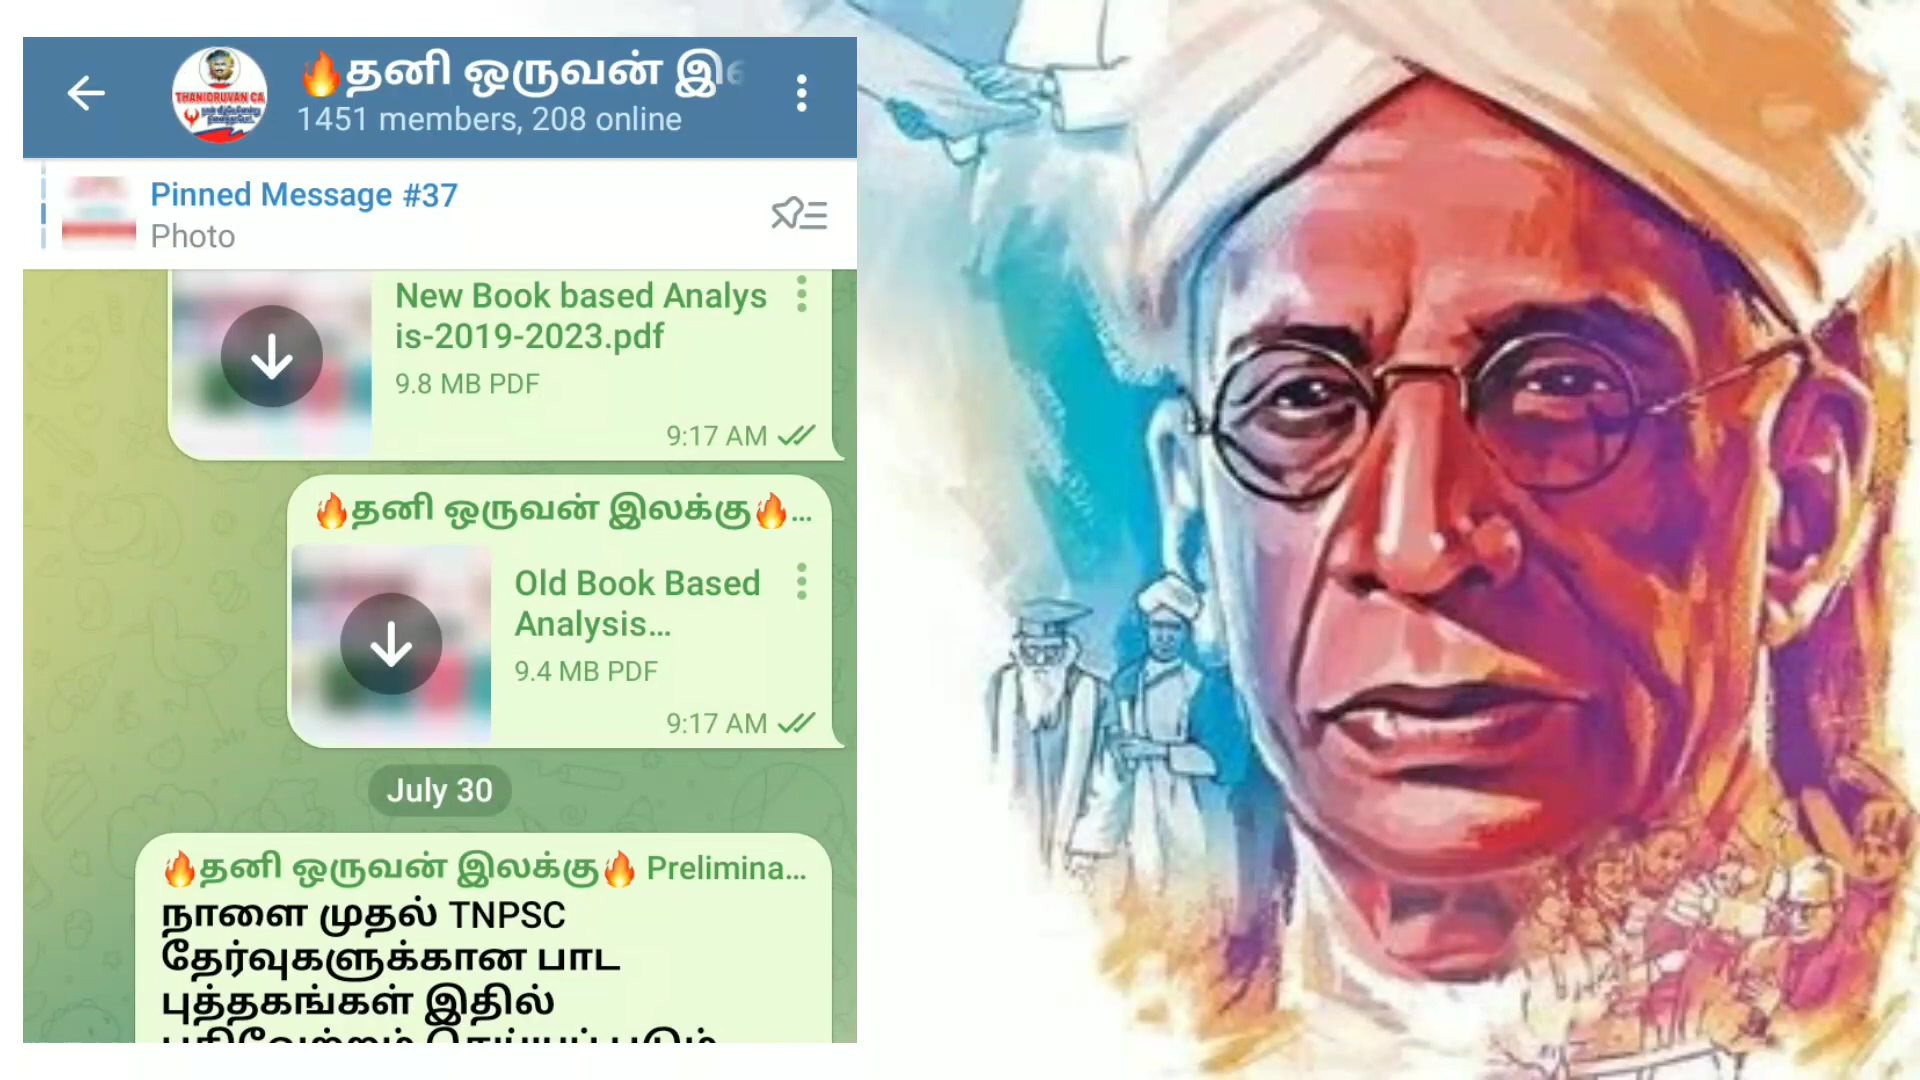 🔥தனி ஒருவன்
1451 members, 208 online
THANIORUVAN CA
Pinned Message #37
Photo
New Book based Analys
is-2019-2023.pdf
9.8 MB PDF
9:17 AM
🔥தனி ஒருவன் இலக்கு🔥...
Old Book Based
Analysis...
9.4 MB PDF
9:17 AM
July 30
🔥தனி ஒருவன் இலக்கு🔥 Prelimina...
நாளை முதல் TNPSC
தேர்வுகளுக்கான பாட
புத்தகங்கள் இதில்